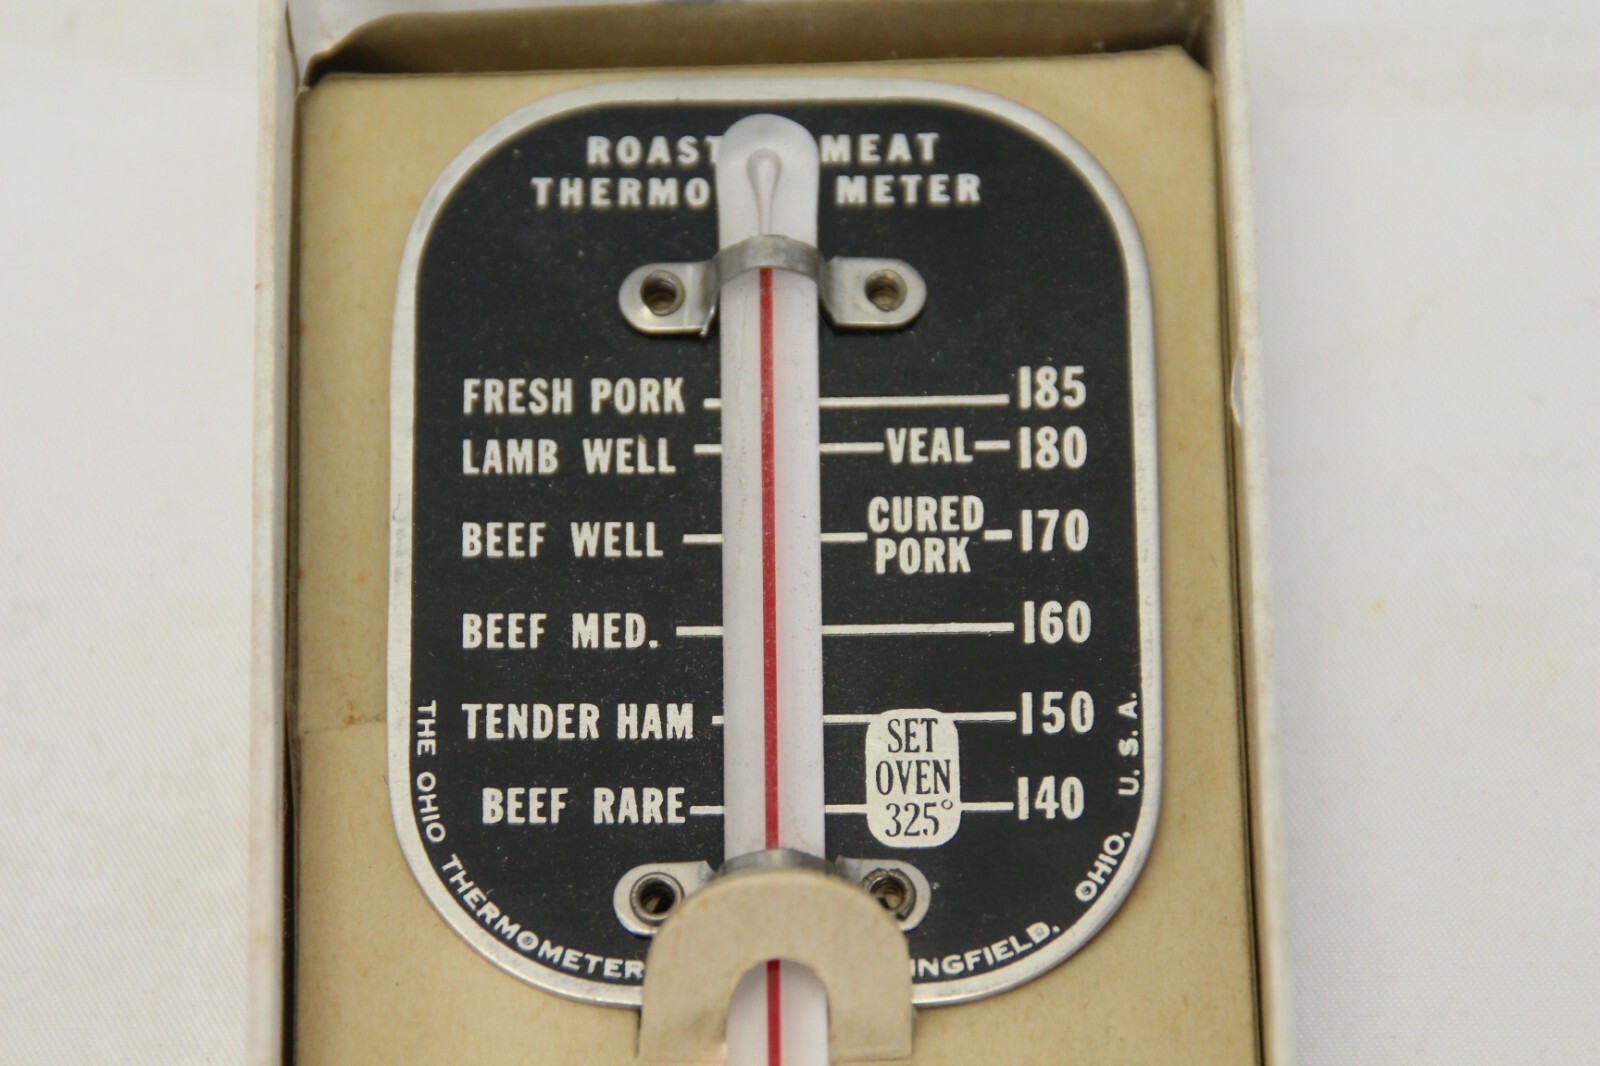 ROAST MEAT
THERMO METER
FRESH PORK 185
LAMB WELL VEAL 180
BEEF WELL CURED PORK 170
BEEF MED. 160
TENDER HAM 150
SET
OVEN
325°
BEEF RARE 140
THE OHIO THERMOMETER
INGFIELD, OHIO, U.S.A.